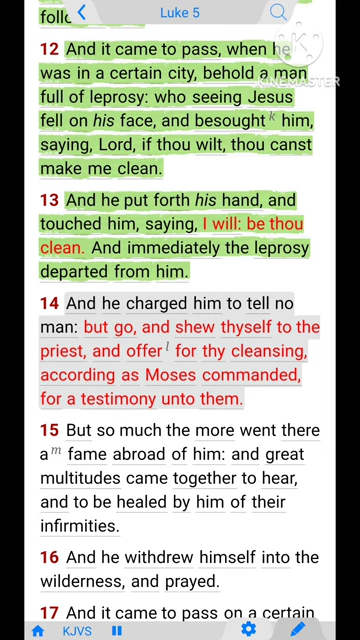 follo
Luke 5
KINEMASTER
12 And it came to pass, when he
was in a certain city, behold a man
full of leprosy: who seeing Jesus
fell on his face, and besought k him,
saying, Lord, if thou wilt, thou canst
make me clean.
13 And he put forth his hand, and
touched him, saying, I will: be thou
clean. And immediately the leprosy
departed from him.
14 And he charged him to tell no
man: but go, and shew thyself to the
priest, and offer l for thy cleansing,
according as Moses commanded,
for a testimony unto them.
15 But so much the more went there
a m fame abroad of him: and great
multitudes came together to hear,
and to be healed by him of their
infirmities.
16 And he withdrew himself into the
wilderness, and prayed.
17 And it came to pass on a certain
KJVS